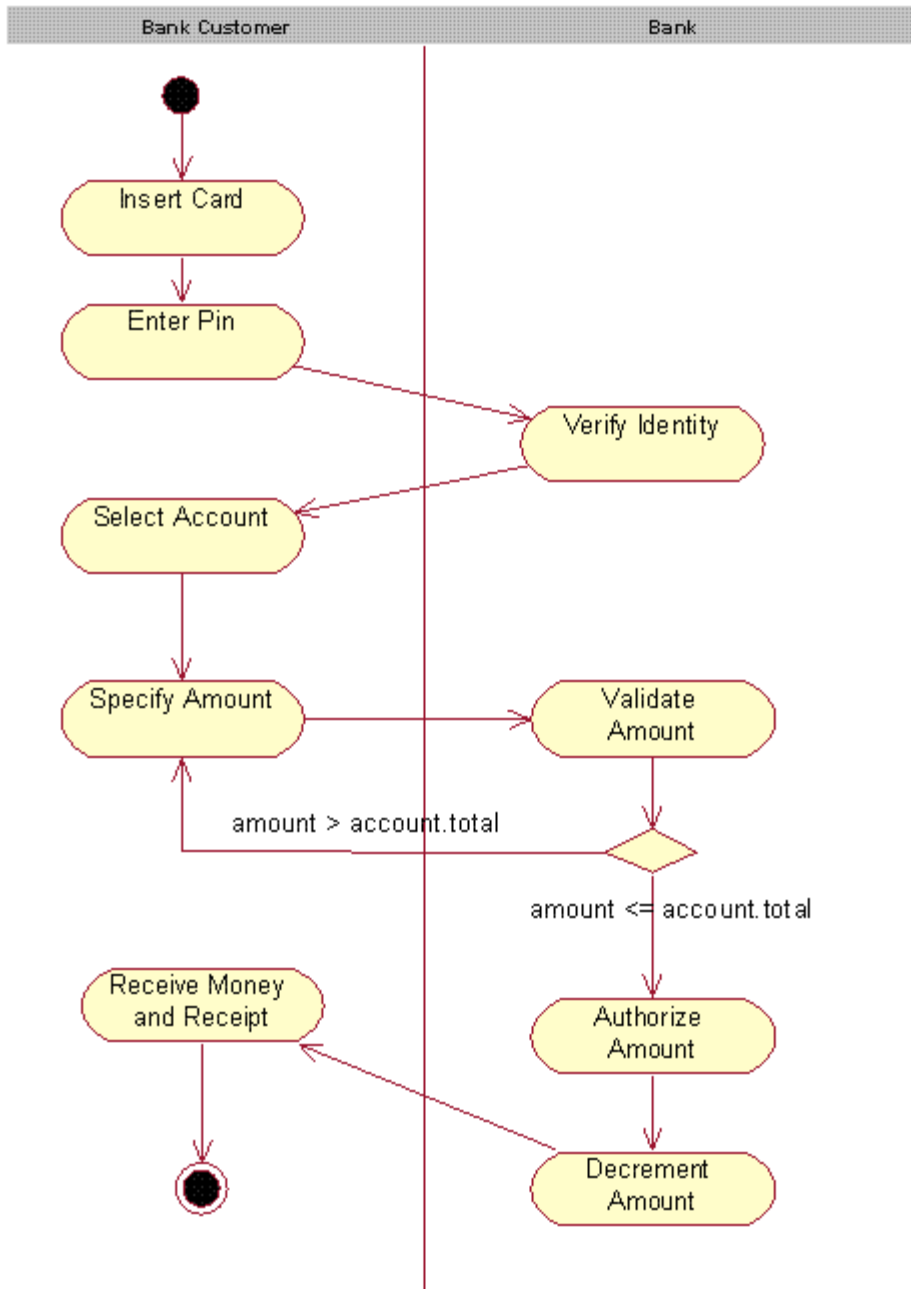 Bank Customer
Bank
Insert Card
Enter Pin
Verify Identity
Select Account
Specify Amount
Validate
Amount
amount > account.total
amount <= account.total
Receive Money
and Receipt
Authorize
Amount
Decrement
Amount